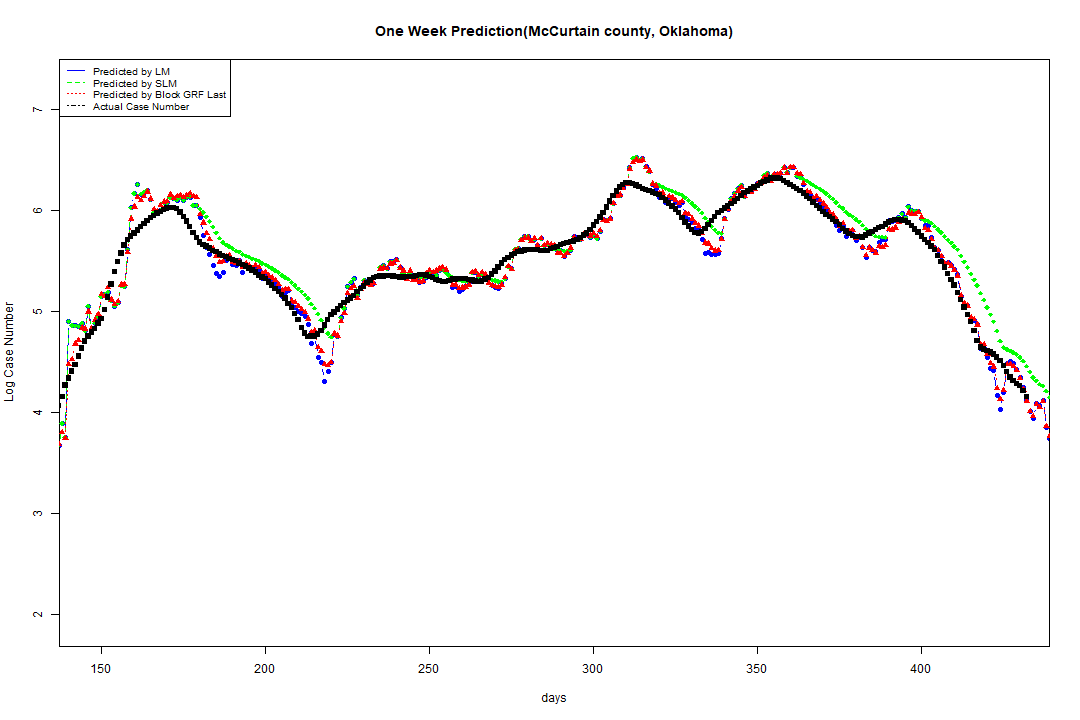 One Week Prediction(McCurtain county, Oklahoma)
Predicted by LM
Predicted by SLM
Predicted by Block GRF Last
Actual Case Number
Log Case Number
7
6
5
4
3
2
150 200 250 300 350 400
days